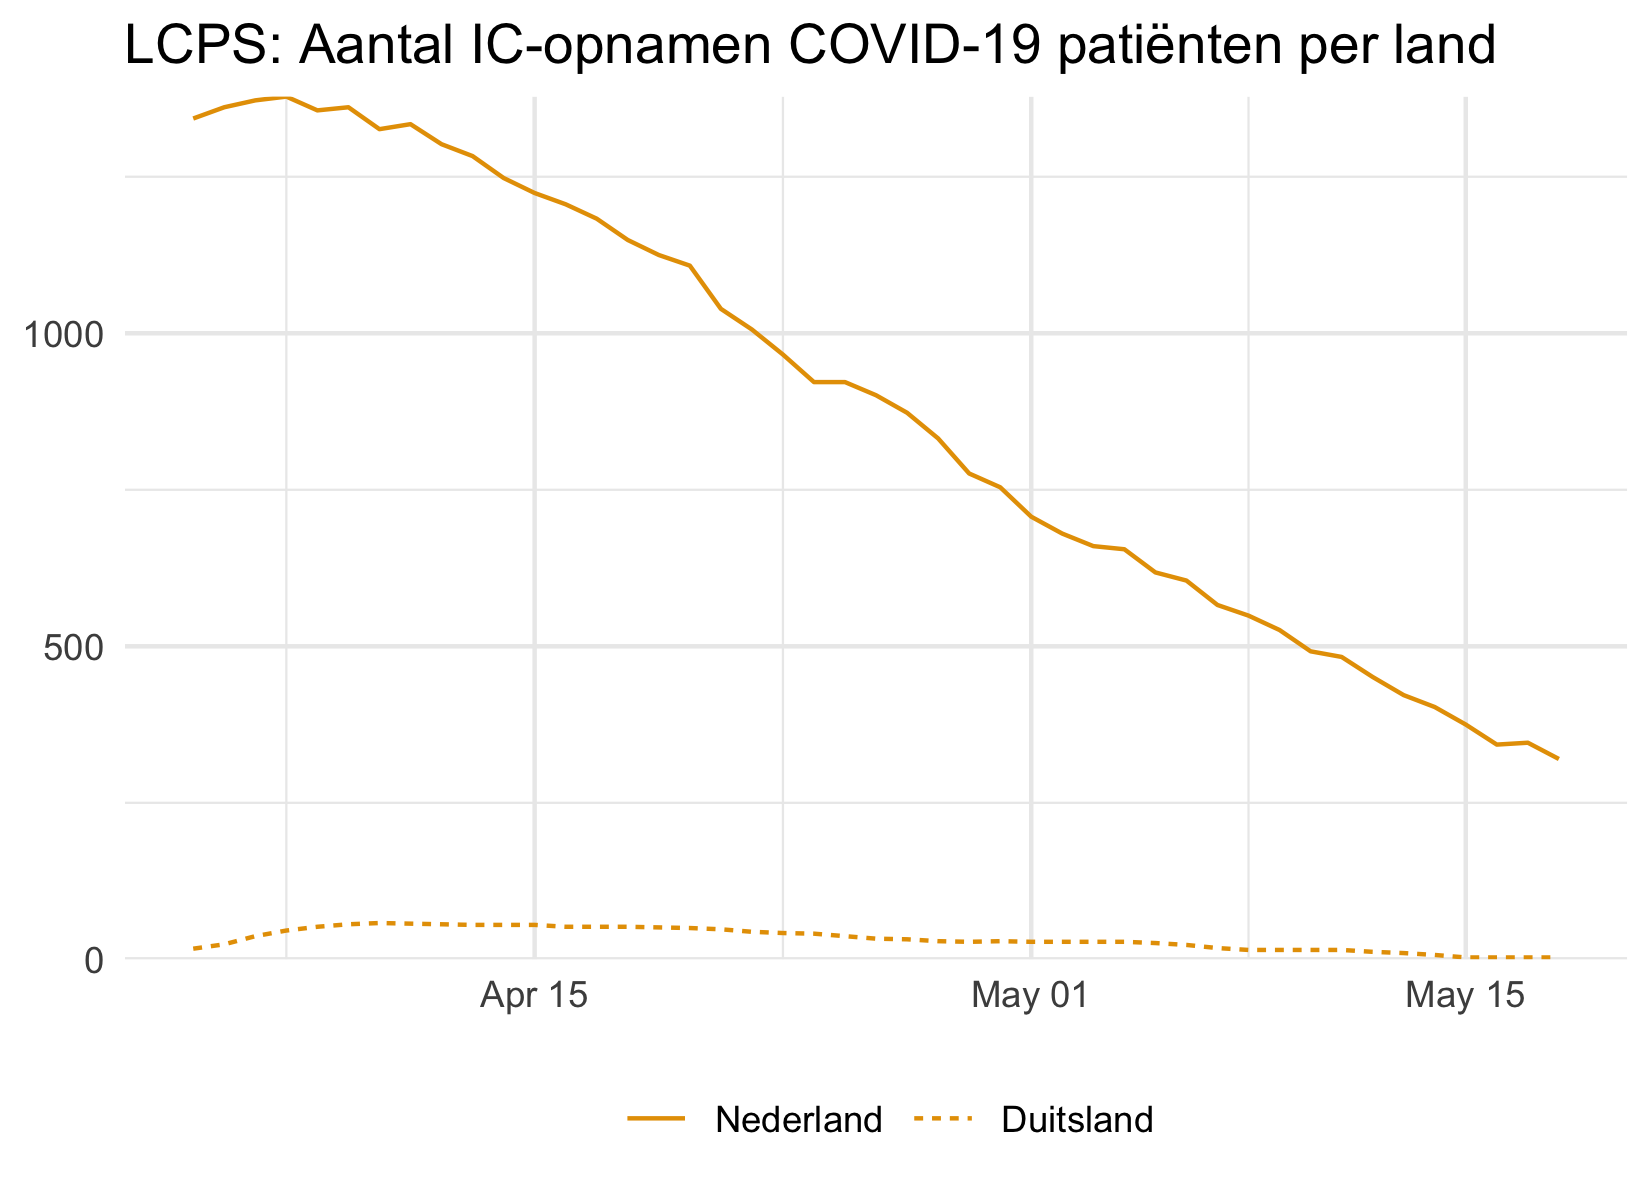 LCPS: Aantal IC-opnamen COVID-19 patiënten per land
1000
500
0
Apr 15 May 01 May 15
Nederland Duitsland